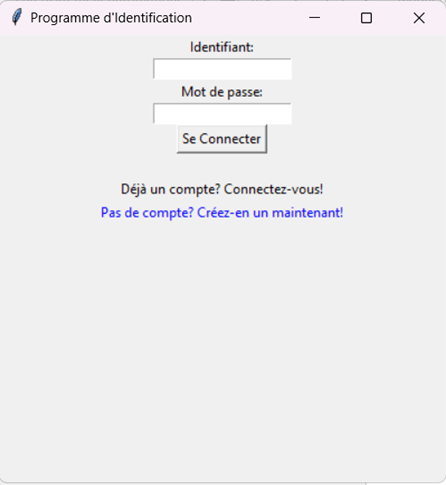 Programme d'Identification
Identifiant:
Mot de passe:
Se Connecter
Déjà un compte? Connectez-vous!
Pas de compte? Créez-en un maintenant!